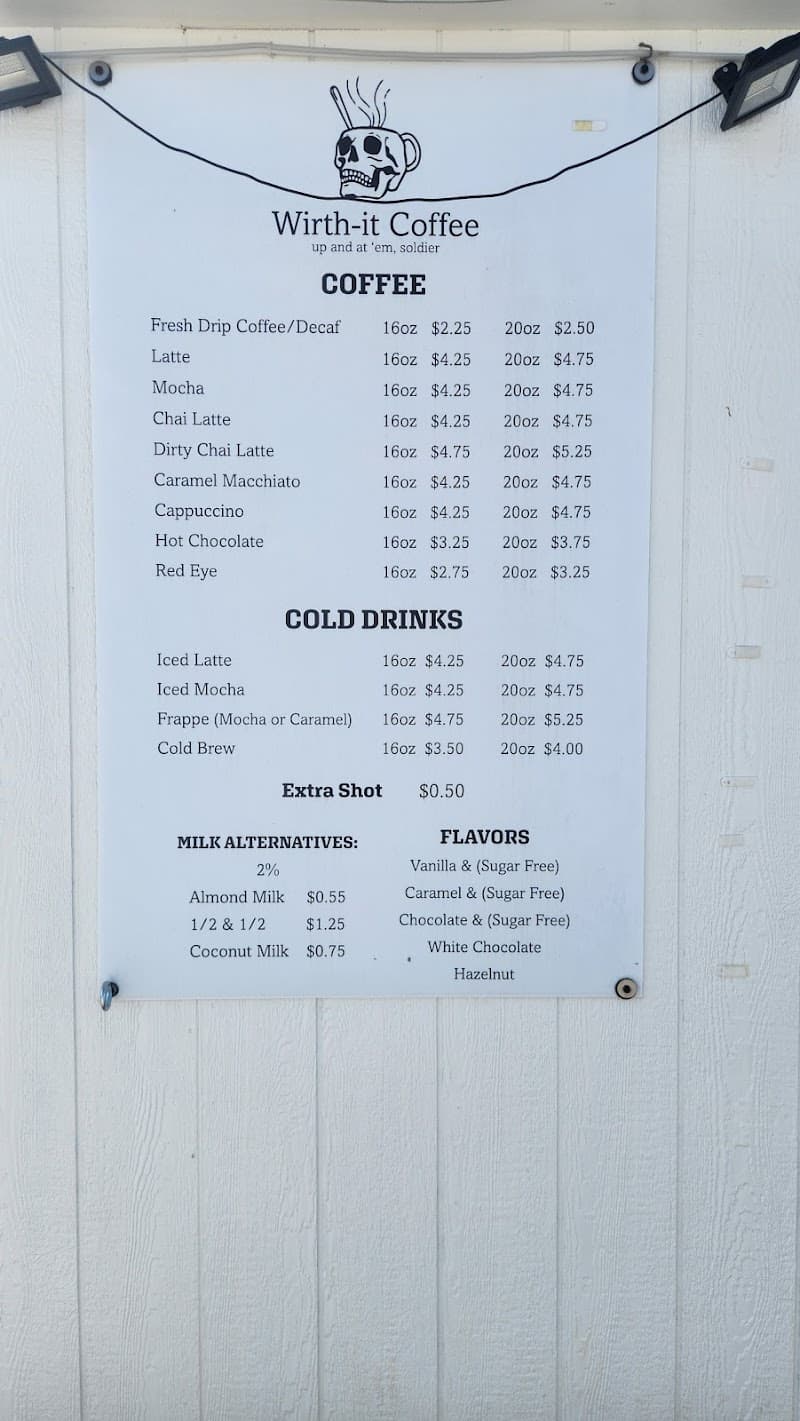 Wirth-it Coffee
up and at 'em, soldier
COFFEE
Fresh Drip Coffee/Decaf 16oz $2.25 20oz $2.50
Latte 16oz $4.25 20oz $4.75
Mocha 16oz $4.25 20oz $4.75
Chai Latte 16oz $4.25 20oz $4.75
Dirty Chai Latte 16oz $4.75 20oz $5.25
Caramel Macchiato 16oz $4.25 20oz $4.75
Cappuccino 16oz $4.25 20oz $4.75
Hot Chocolate 16oz $3.25 20oz $3.75
Red Eye 16oz $2.75 20oz $3.25
COLD DRINKS
Iced Latte 16oz $4.25 20oz $4.75
Iced Mocha 16oz $4.25 20oz $4.75
Frappe (Mocha or Caramel) 16oz $4.75 20oz $5.25
Cold Brew 16oz $3.50 20oz $4.00
Extra Shot $0.50
MILK ALTERNATIVES:
2%
Almond Milk $0.55
1/2 & 1/2 $1.25
Coconut Milk $0.75
FLAVORS
Vanilla & (Sugar Free)
Caramel & (Sugar Free)
Chocolate & (Sugar Free)
White Chocolate
Hazelnut